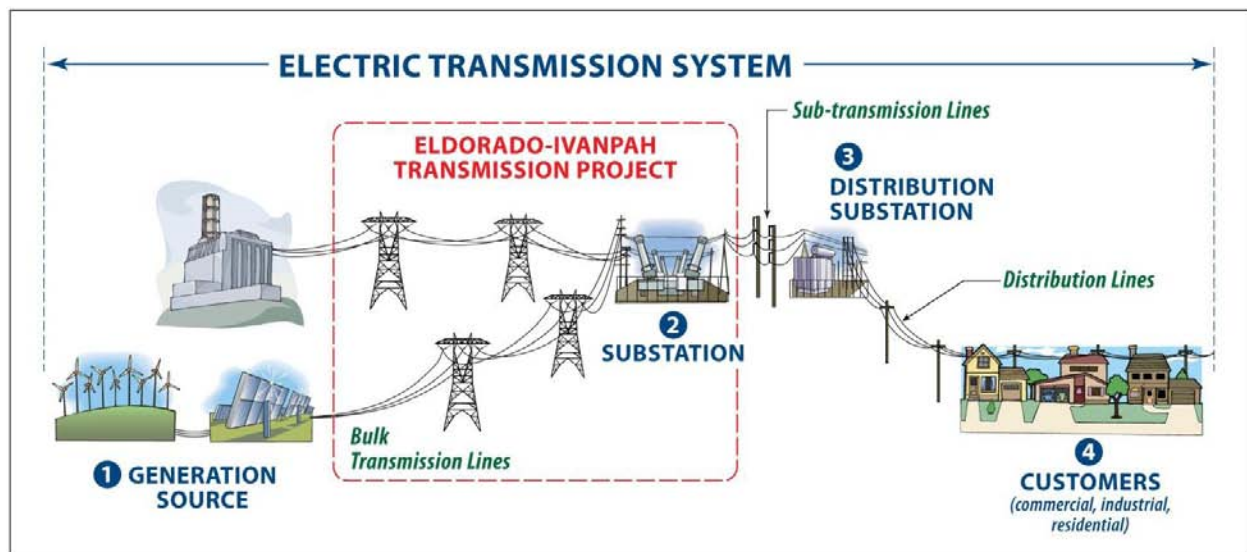 ELECTRIC TRANSMISSION SYSTEM
Sub-transmission Lines
ELDORADO-IVANPAH
TRANSMISSION PROJECT
3
DISTRIBUTION
SUBSTATION
Distribution Lines
2
SUBSTATION
Bulk
Transmission Lines
1 GENERATION
SOURCE
4
CUSTOMERS
(commercial, industrial,
residential)